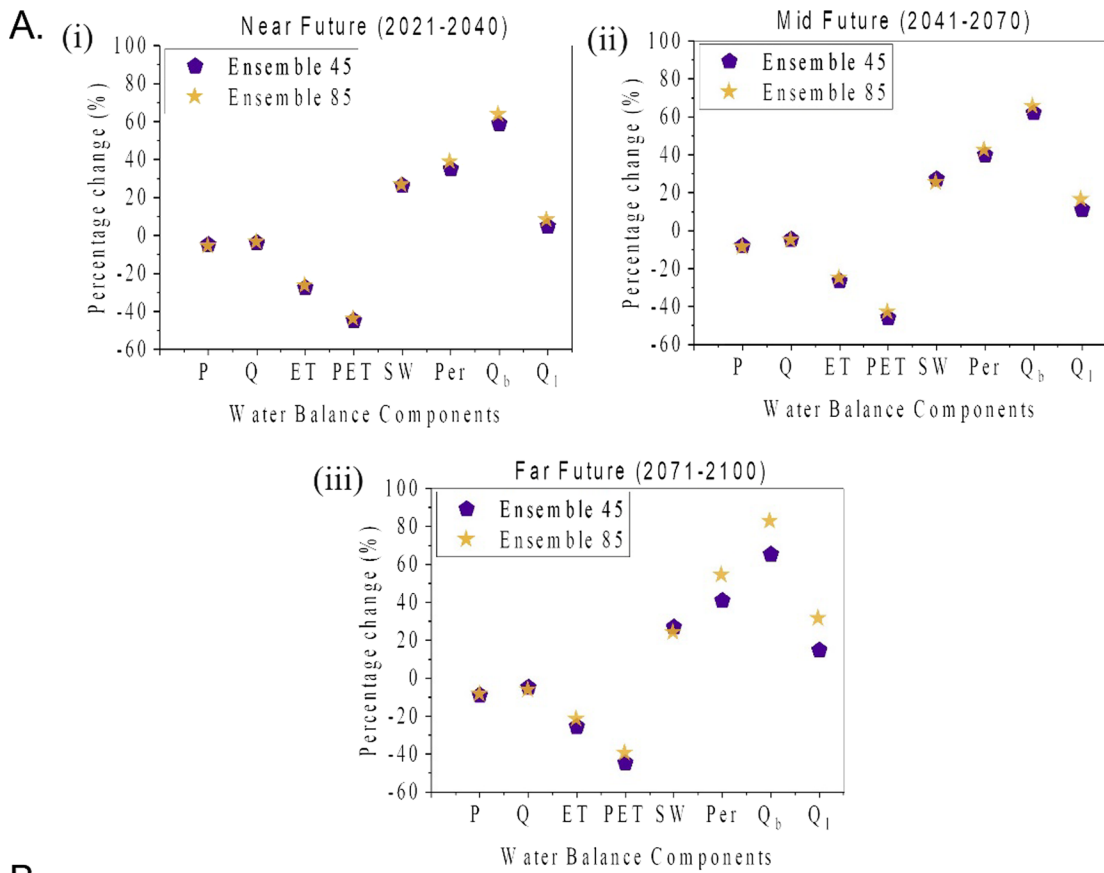 A.
(i)
Near Future (2021-2040)
100
80
60
40
20
0
-20
-40
-60
Percentage change (%)
Ensemble 45
Ensemble 85
P Q ET PET SW Per Qb Ql
Water Balance Components
(ii)
Mid Future (2041-2070)
100
80
60
40
20
0
-20
-40
-60
Percentage change (%)
Ensemble 45
Ensemble 85
P Q ET PET SW Per Qb Ql
Water Balance Components
(iii)
Far Future (2071-2100)
100
80
60
40
20
0
-20
-40
-60
Percentage change (%)
Ensemble 45
Ensemble 85
P Q ET PET SW Per Qb Ql
Water Balance Components